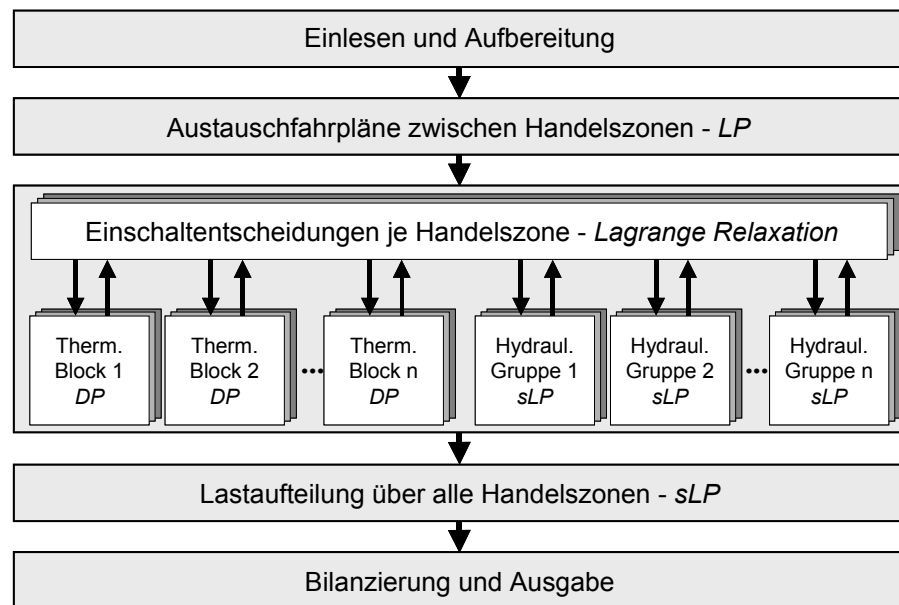 Einlesen und Aufbereitung
Austauschfahrpläne zwischen Handelszonen - LP
Einschaltentscheidungen je Handelszone - Lagrange Relaxation
Therm.
Block 1
DP
Therm.
Block 2
DP
...
Therm.
Block n
DP
Hydraul.
Gruppe 1
sLP
Hydraul.
Gruppe 2
sLP
...
Hydraul.
Gruppe n
sLP
Lastaufteilung über alle Handelszonen - sLP
Bilanzierung und Ausgabe